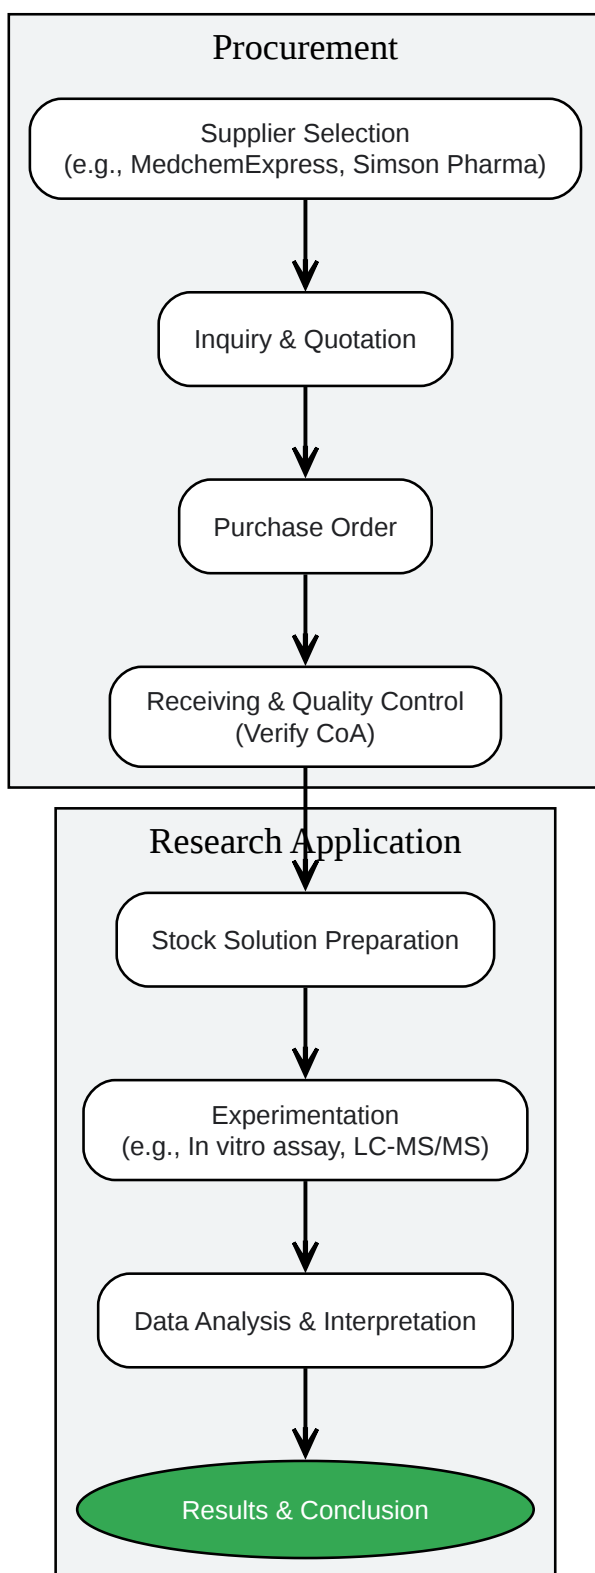 Procurement
Supplier Selection
(e.g., MedchemExpress, Simson Pharma)
Inquiry & Quotation
Purchase Order
Receiving & Quality Control
(Verify CoA)
Research Application
Stock Solution Preparation
Experimentation
(e.g., In vitro assay, LC-MS/MS)
Data Analysis & Interpretation
Results & Conclusion